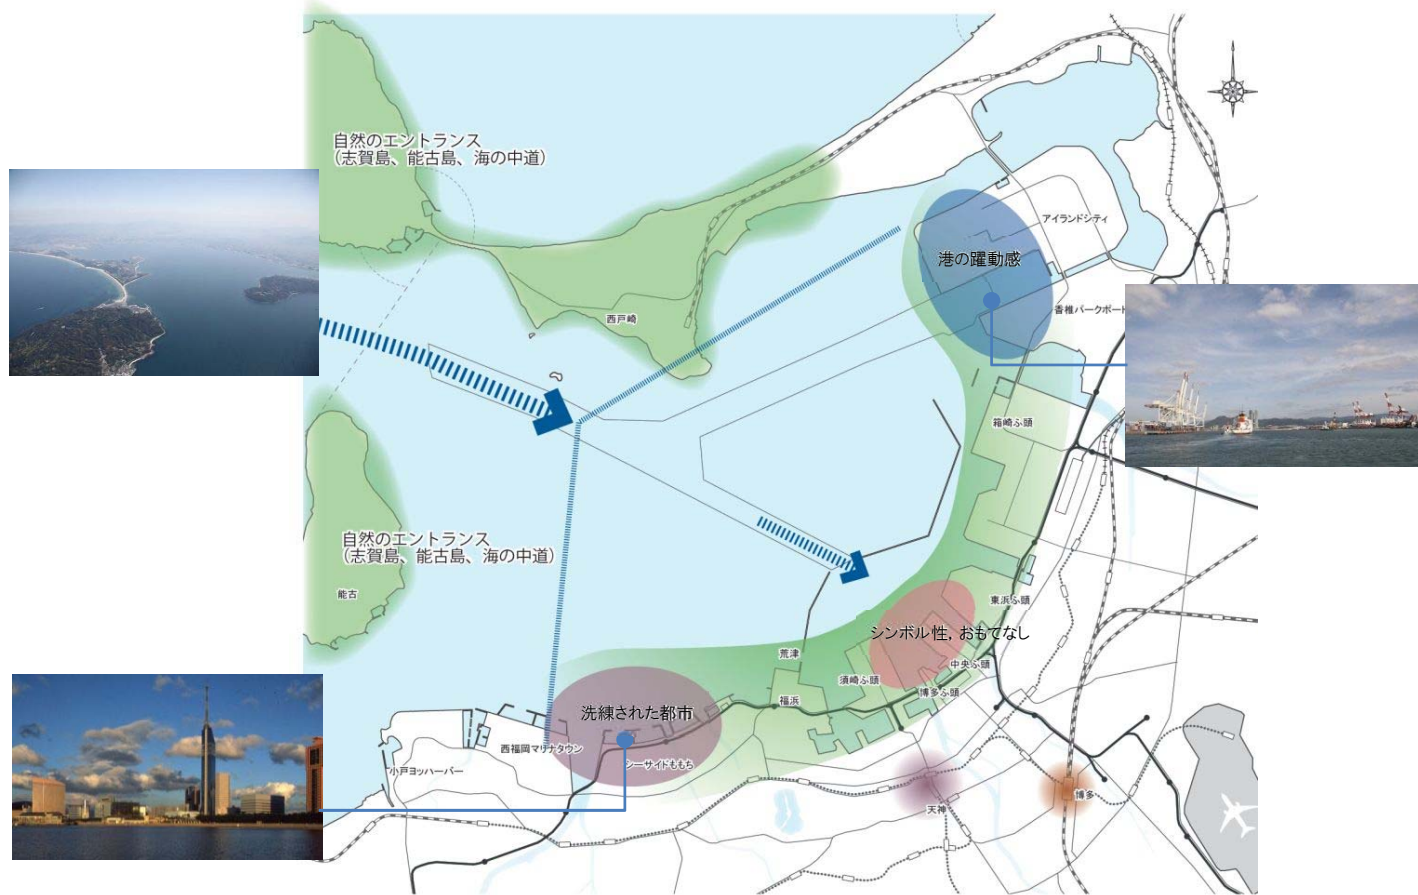 自然のエントランス
(志賀島、能古島、海の中道)
アイランドシティ
港の躍動感
香椎パークポート
西戸崎
箱崎ふ頭
自然のエントランス
(志賀島、能古島、海の中道)
能古
東浜ふ頭
シンボル性，おもてなし
荒津
中央ふ頭
須崎ふ頭
博多ふ頭
福浜
洗練された都市
西福岡マリナタウン
シーサイドももち
小戸ヨットハーバー
天神
博多